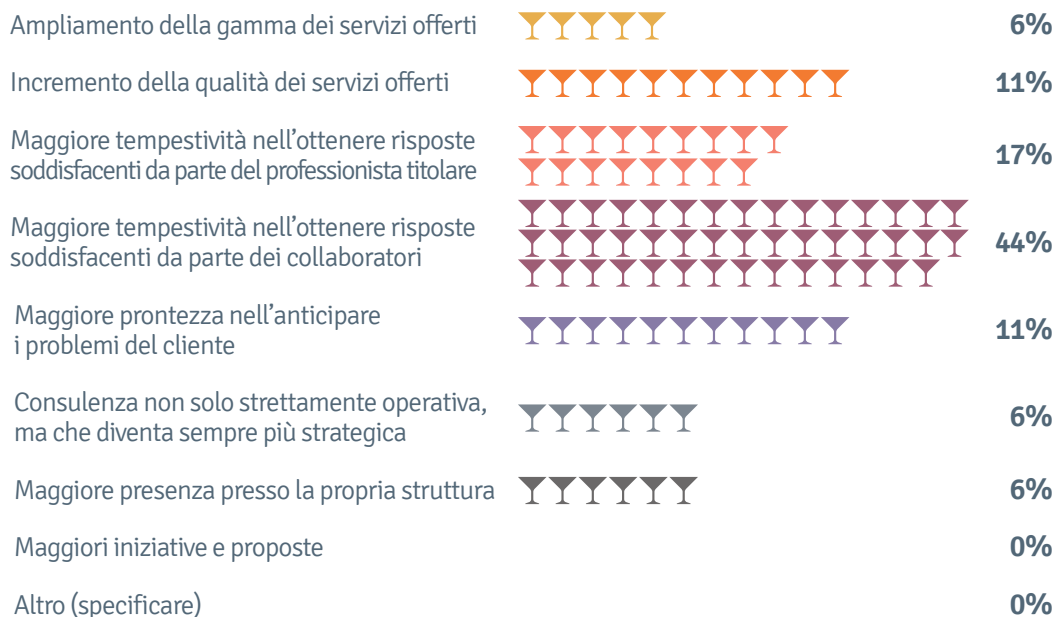 Ampliamento della gamma dei servizi offerti 6%
Incremento della qualità dei servizi offerti 11%
Maggiore tempestività nell’ottenere risposte
soddisfacenti da parte del professionista titolare 17%
Maggiore tempestività nell’ottenere risposte
soddisfacenti da parte dei collaboratori 44%
Maggiore prontezza nell’anticipare
i problemi del cliente 11%
Consulenza non solo strettamente operativa,
ma che diventa sempre più strategica 6%
Maggiore presenza presso la propria struttura 6%
Maggiori iniziative e proposte 0%
Altro (specificare) 0%